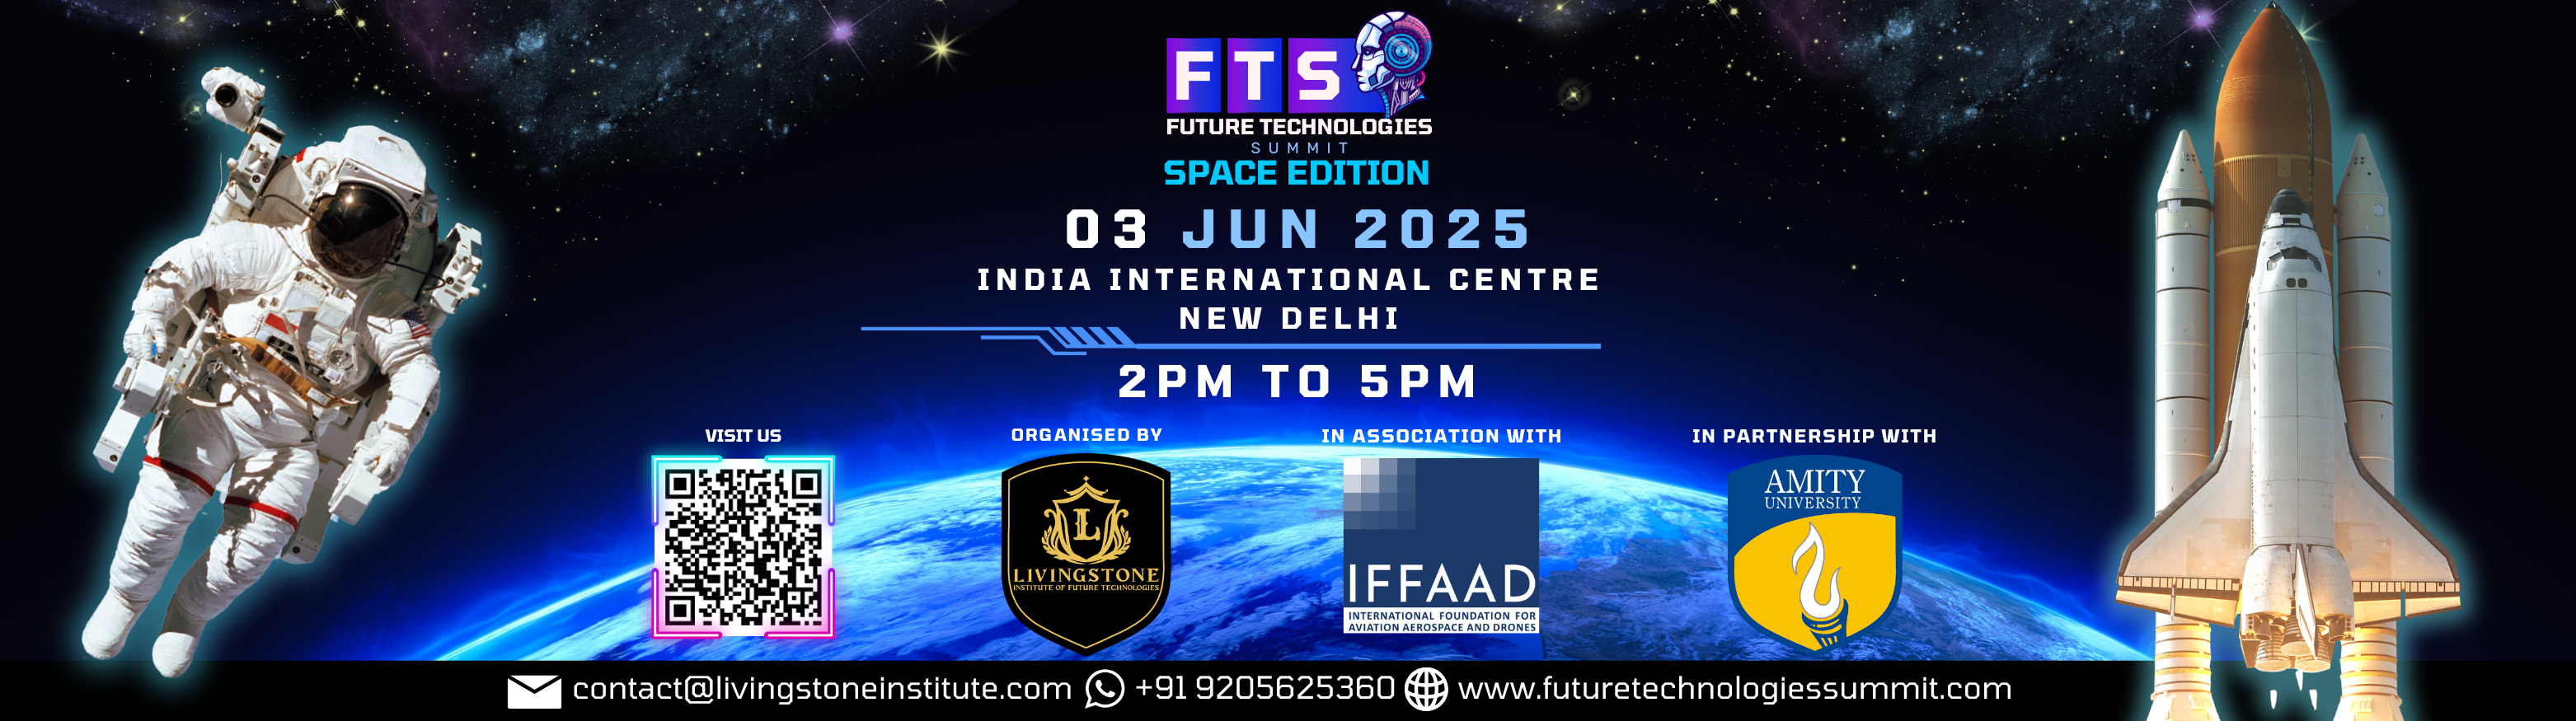 FTS
FUTURE TECHNOLOGIES
SUMMIT
SPACE EDITION
03 JUN 2025
INDIA INTERNATIONAL CENTRE
NEW DELHI
2PM TO 5PM
VISIT US
ORGANISED BY
L
LIVINGSTONE
INSTITUTE OF FUTURE TECHNOLOGIES
IN ASSOCIATION WITH
IFFAAD
INTERNATIONAL FOUNDATION FOR
AVIATION AEROSPACE AND DRONES
IN PARTNERSHIP WITH
AMITY
UNIVERSITY
contact@livingstoneinstitute.com +91 9205625360 www.futuretechnologiessummit.com